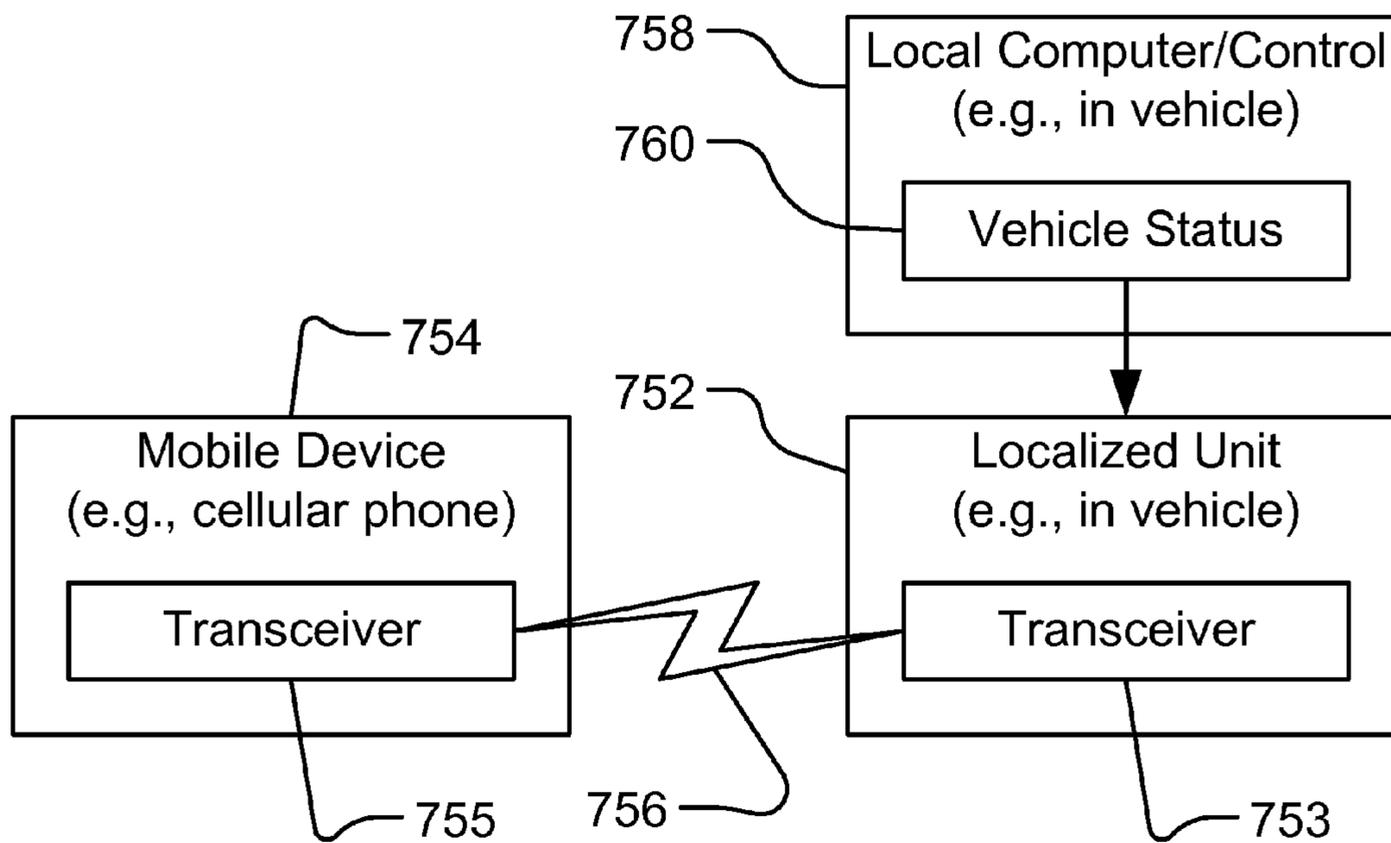 758
Local Computer/Control
(e.g., in vehicle)
760
Vehicle Status
754
752
Mobile Device
(e.g., cellular phone)
Transceiver
Localized Unit
(e.g., in vehicle)
Transceiver
755
756
753